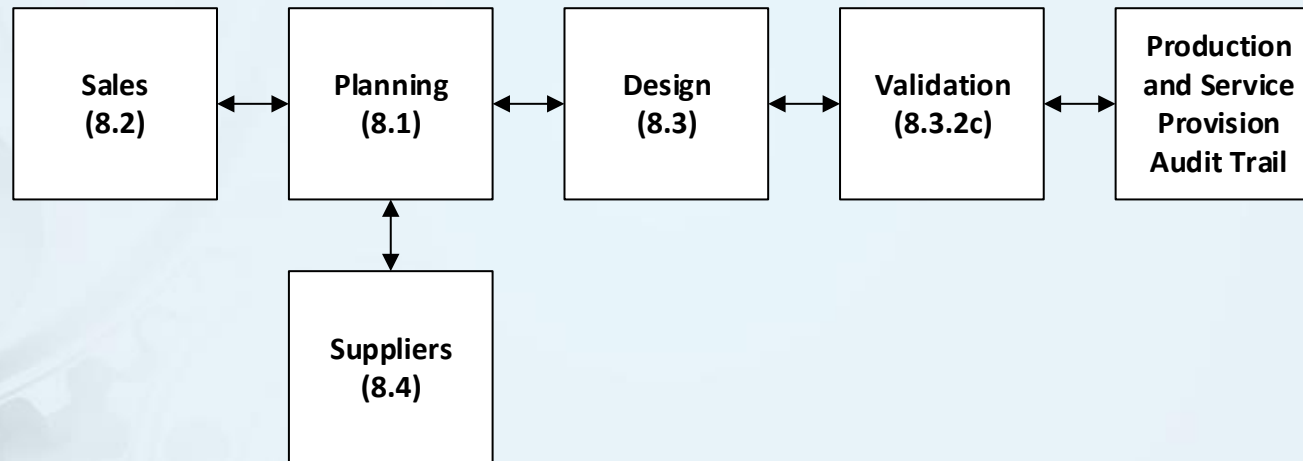 Sales
(8.2)
Planning
(8.1)
Design
(8.3)
Validation
(8.3.2c)
Production
and Service
Provision
Audit Trail
Suppliers
(8.4)